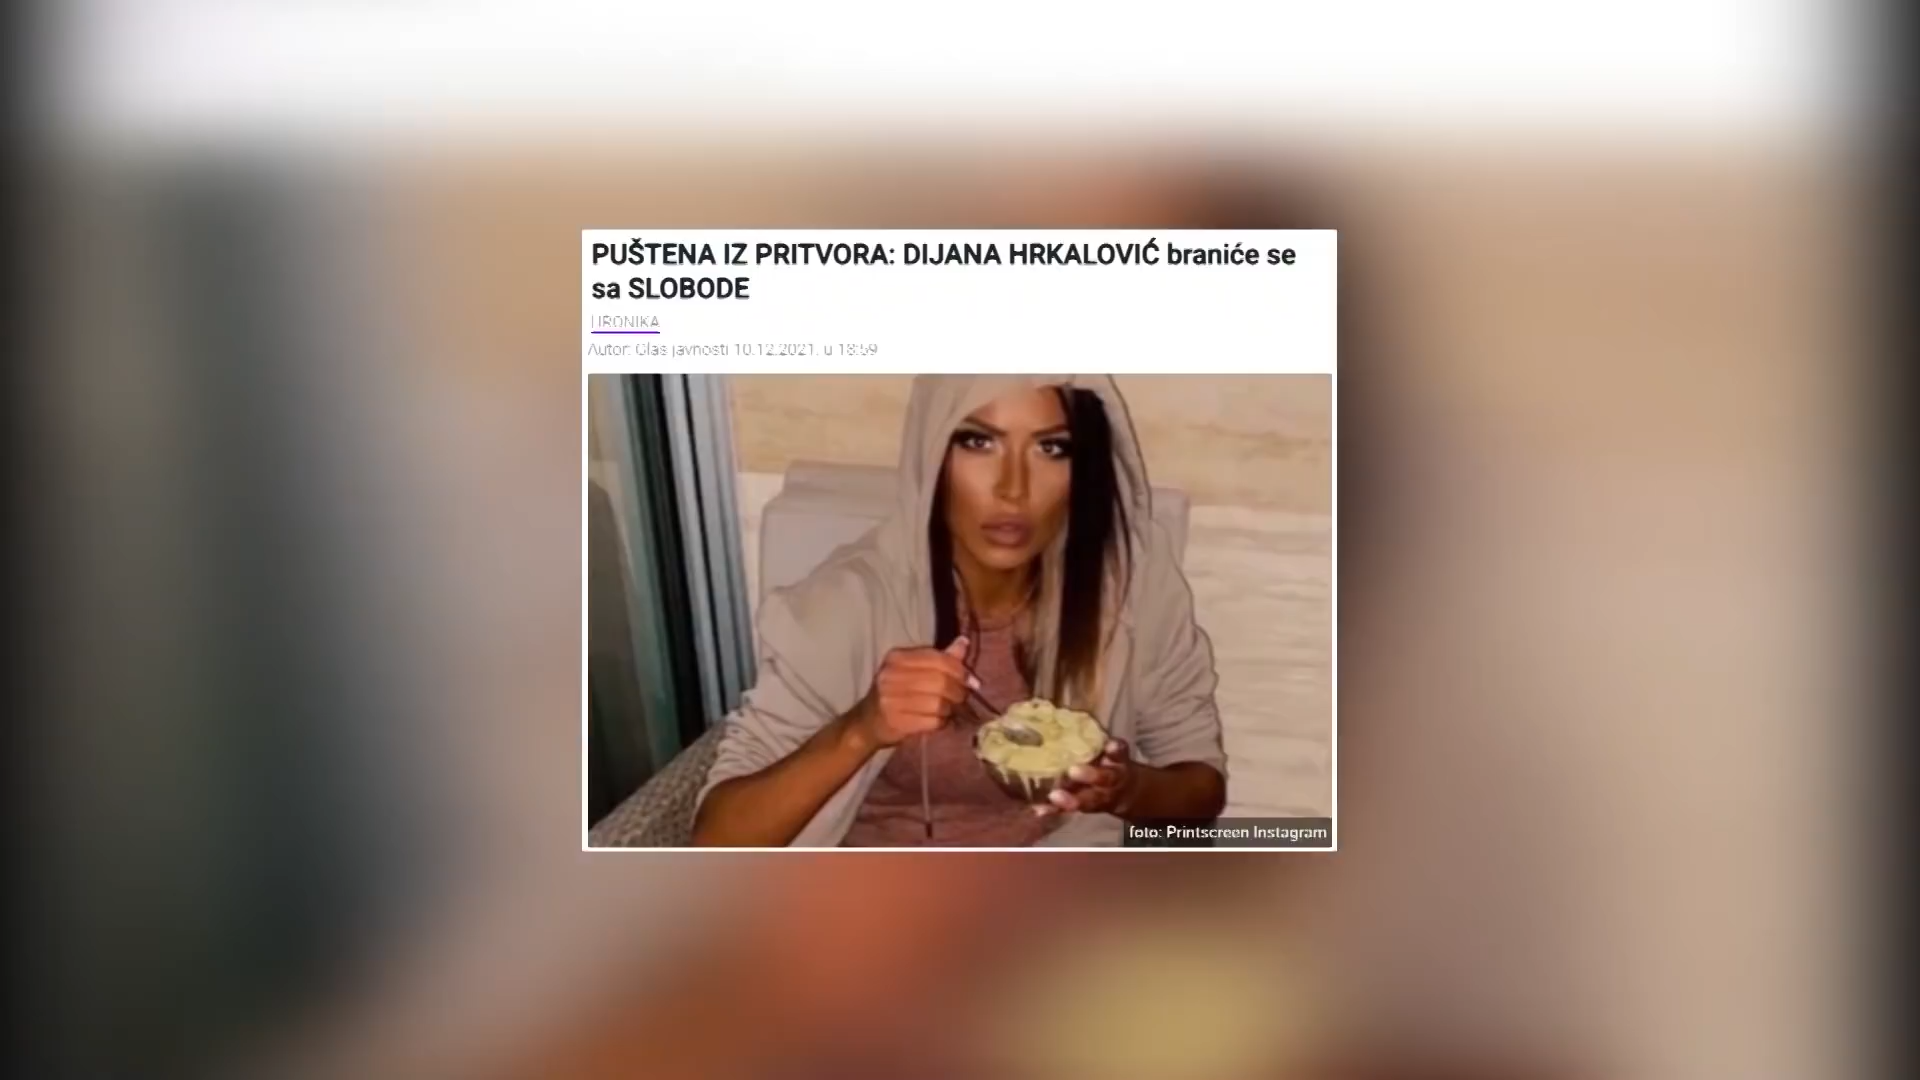 PUŠTENA IZ PRITVORA: DIJANA HRKALOVIĆ braniće se
sa SLOBODE
HRONIKA
Autor: Glas javnosti 10.12.2021. u 18:59
foto: Printscreen Instagram